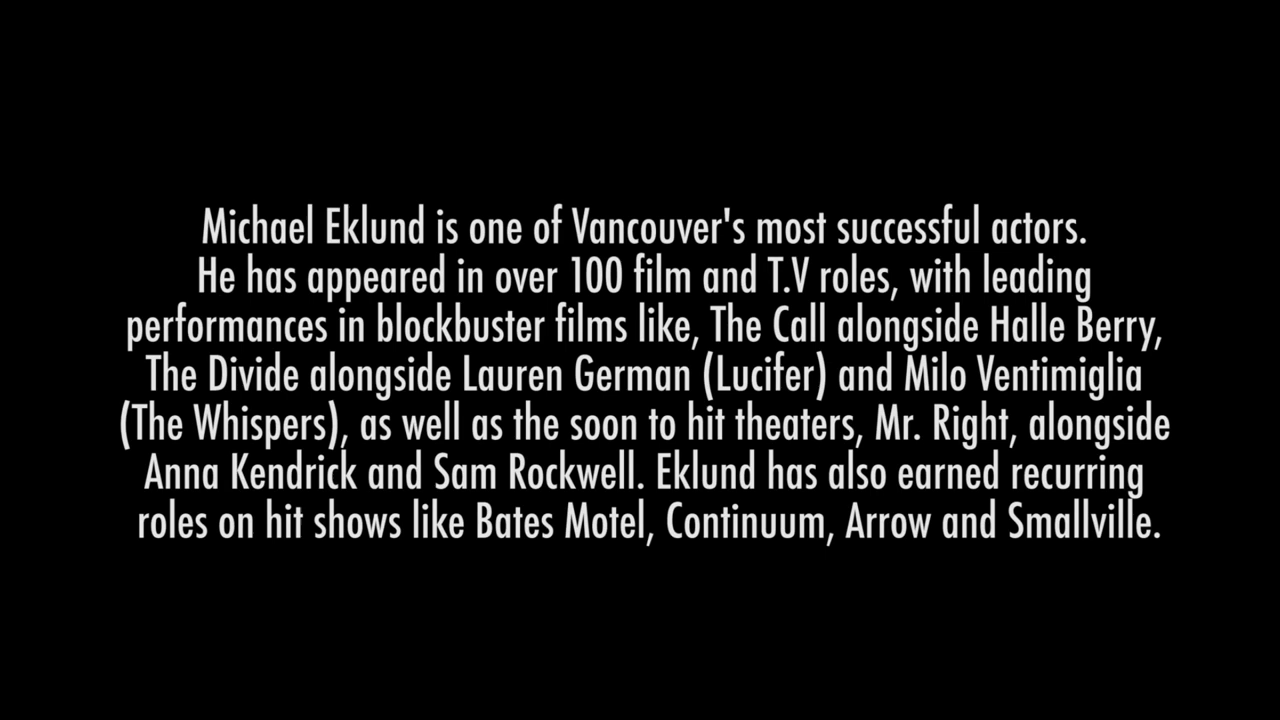 Michael Eklund is one of Vancouver's most successful actors.
He has appeared in over 100 film and T.V roles, with leading
performances in blockbuster films like, The Call alongside Halle Berry,
The Divide alongside Lauren German (Lucifer) and Milo Ventimiglia
(The Whispers), as well as the soon to hit theaters, Mr. Right, alongside
Anna Kendrick and Sam Rockwell. Eklund has also earned recurring
roles on hit shows like Bates Motel, Continuum, Arrow and Smallville.